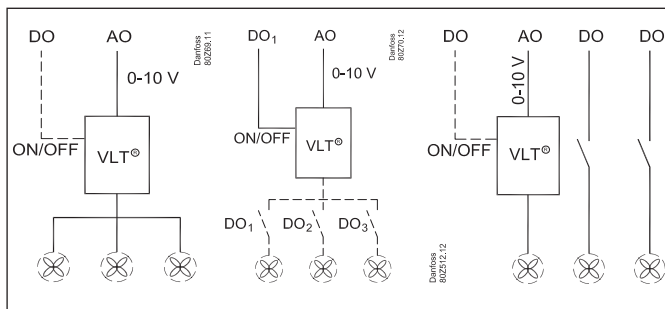 DO
AO
0-10 V
ON/OFF
VLT®
Danfoss
80Z69.11
DO1
AO
0-10 V
ON/OFF
VLT®
DO1
DO2
DO3
Danfoss
80Z70.12
DO
AO
DO
DO
0-10 V
ON/OFF
VLT®
Danfoss
80Z512.12